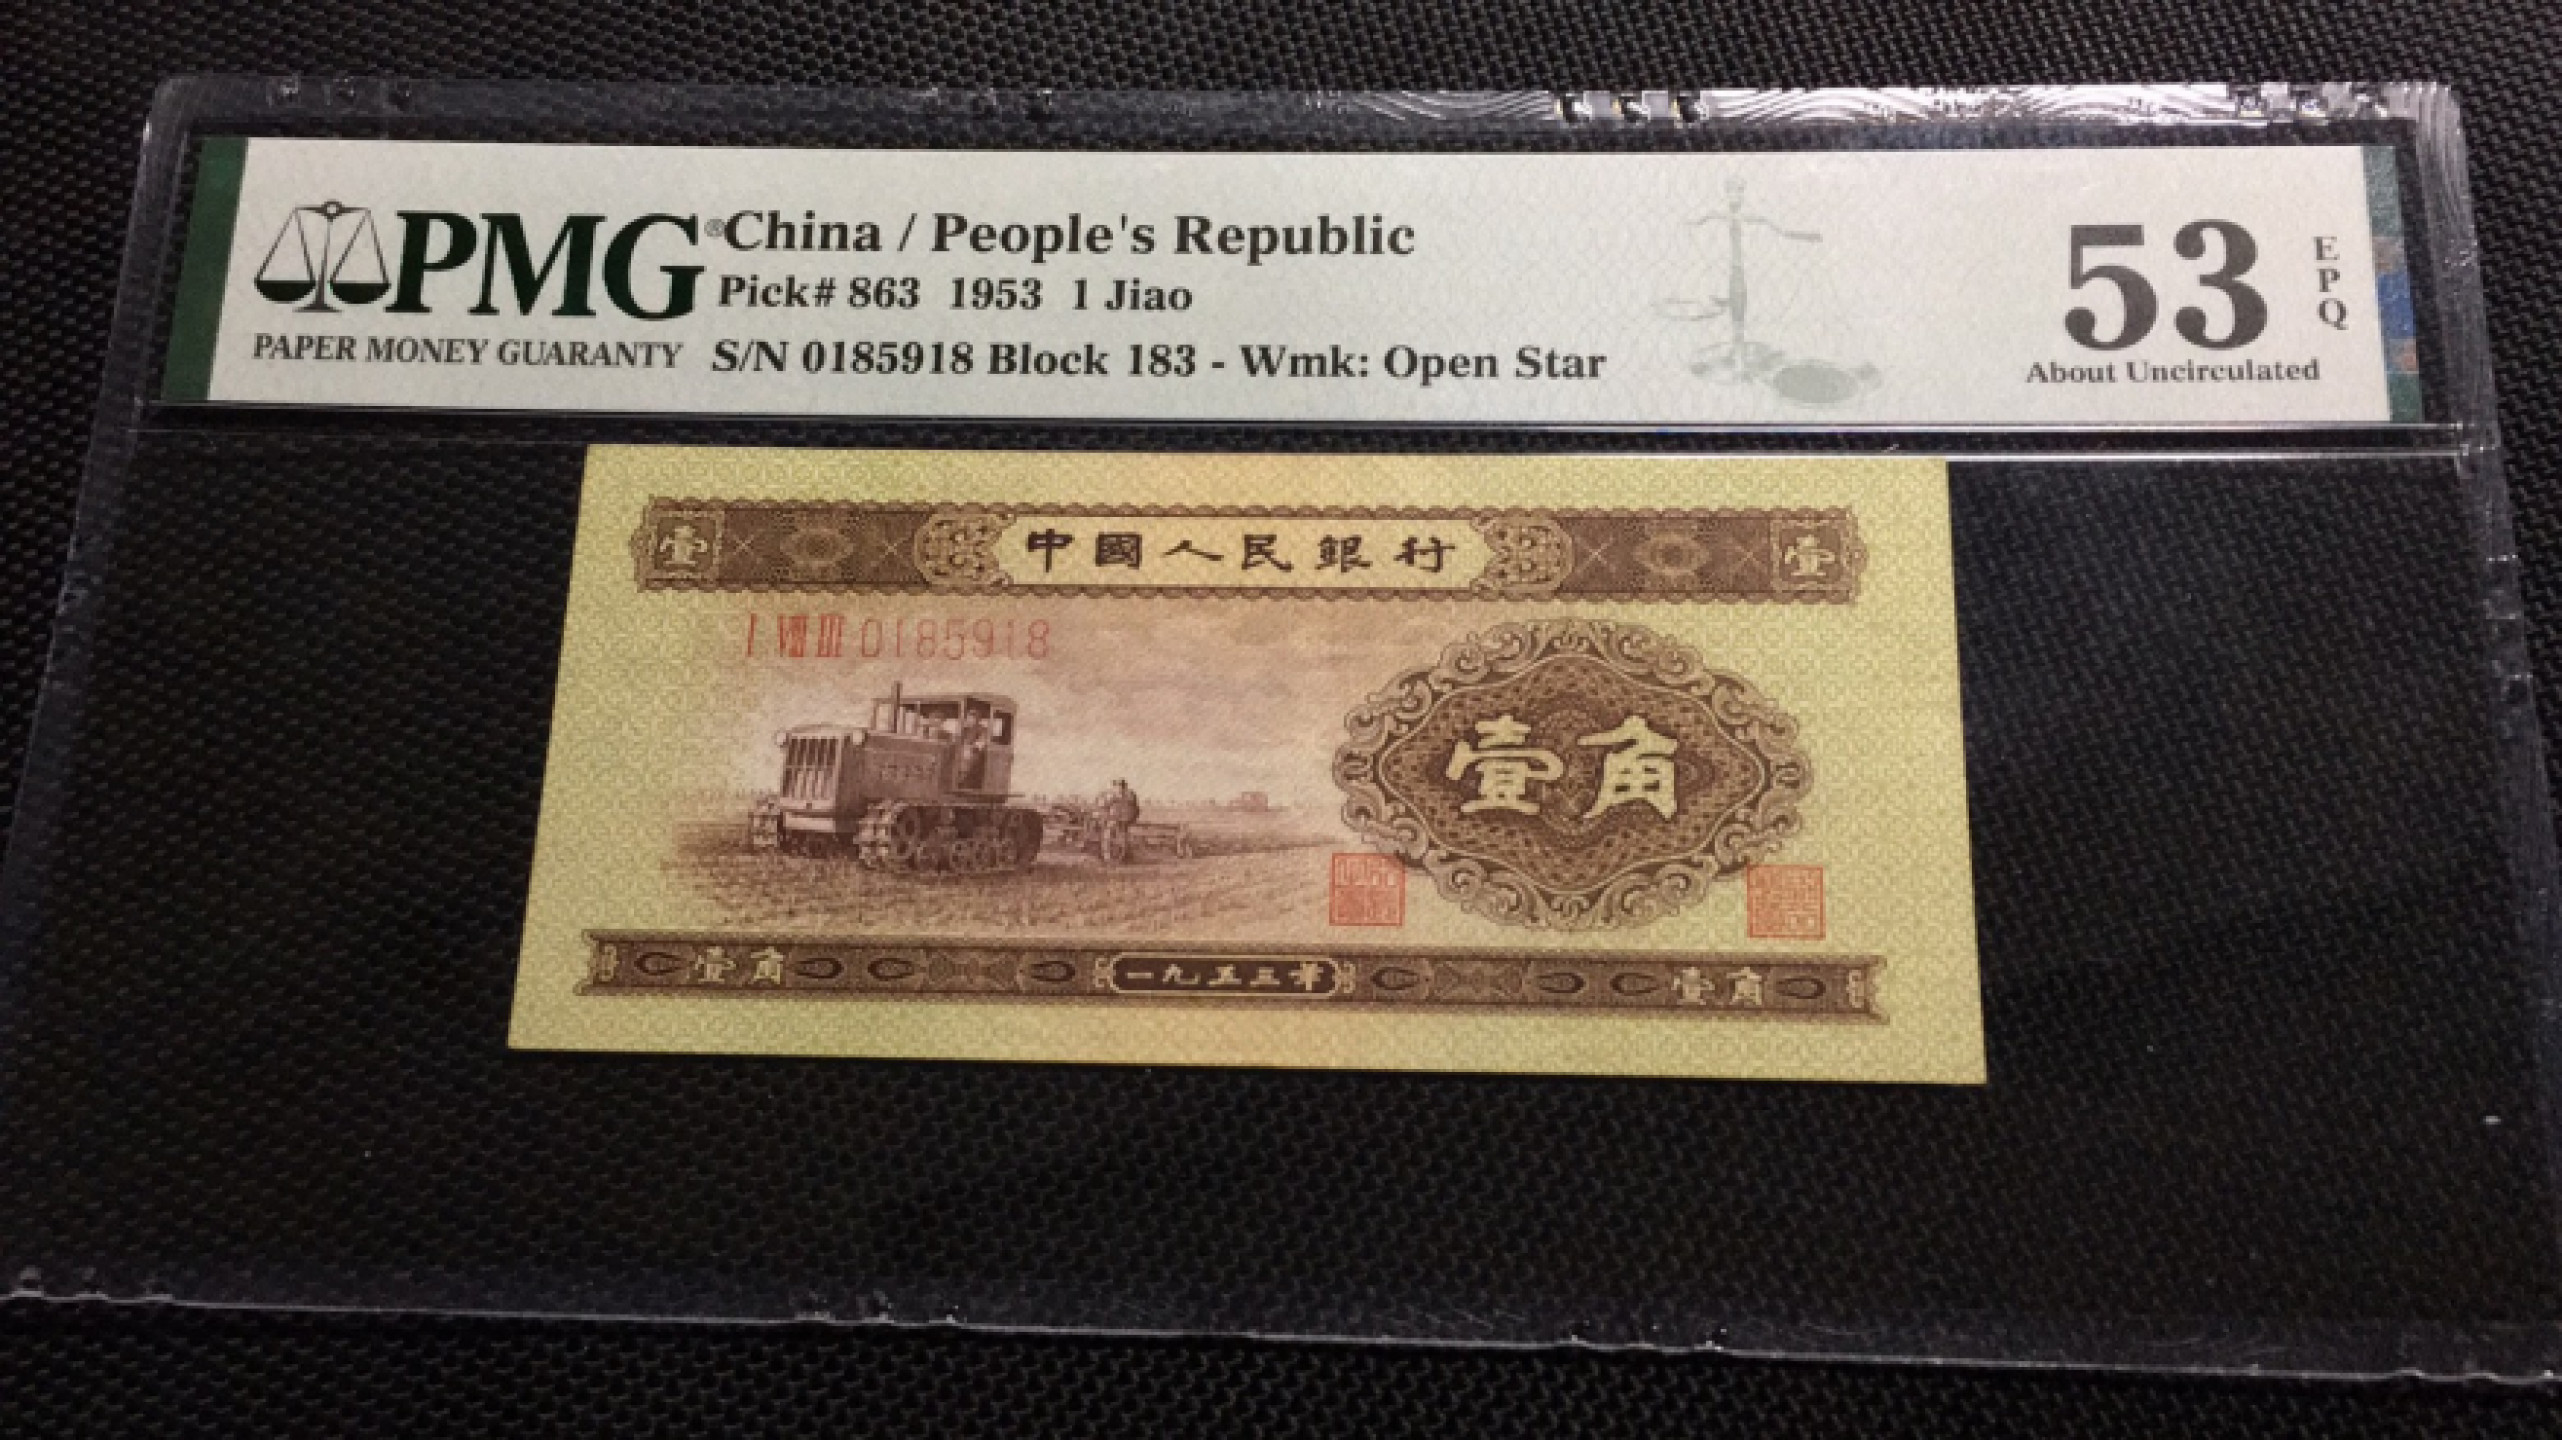 PMG®
PAPER MONEY GUARANTY
China / People's Republic
Pick# 863 1953 1 Jiao
S/N 0185918 Block 183 - Wmk: Open Star
53
EPQ
About Uncirculated
壹 中國人民銀行 壹
I VIII III 0185918
壹角
壹角 一九五三年 壹角